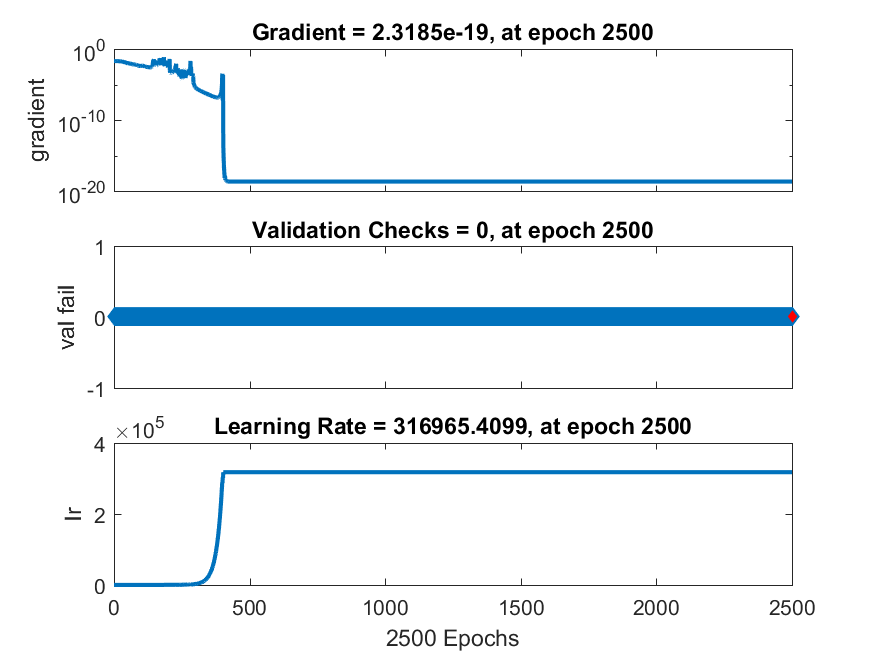 Gradient = 2.3185e-19, at epoch 2500
10^0
10^-10
10^-20
gradient
Validation Checks = 0, at epoch 2500
1
0
-1
val fail
Learning Rate = 316965.4099, at epoch 2500
×10^5
4
2
0
lr
0 500 1000 1500 2000 2500
2500 Epochs